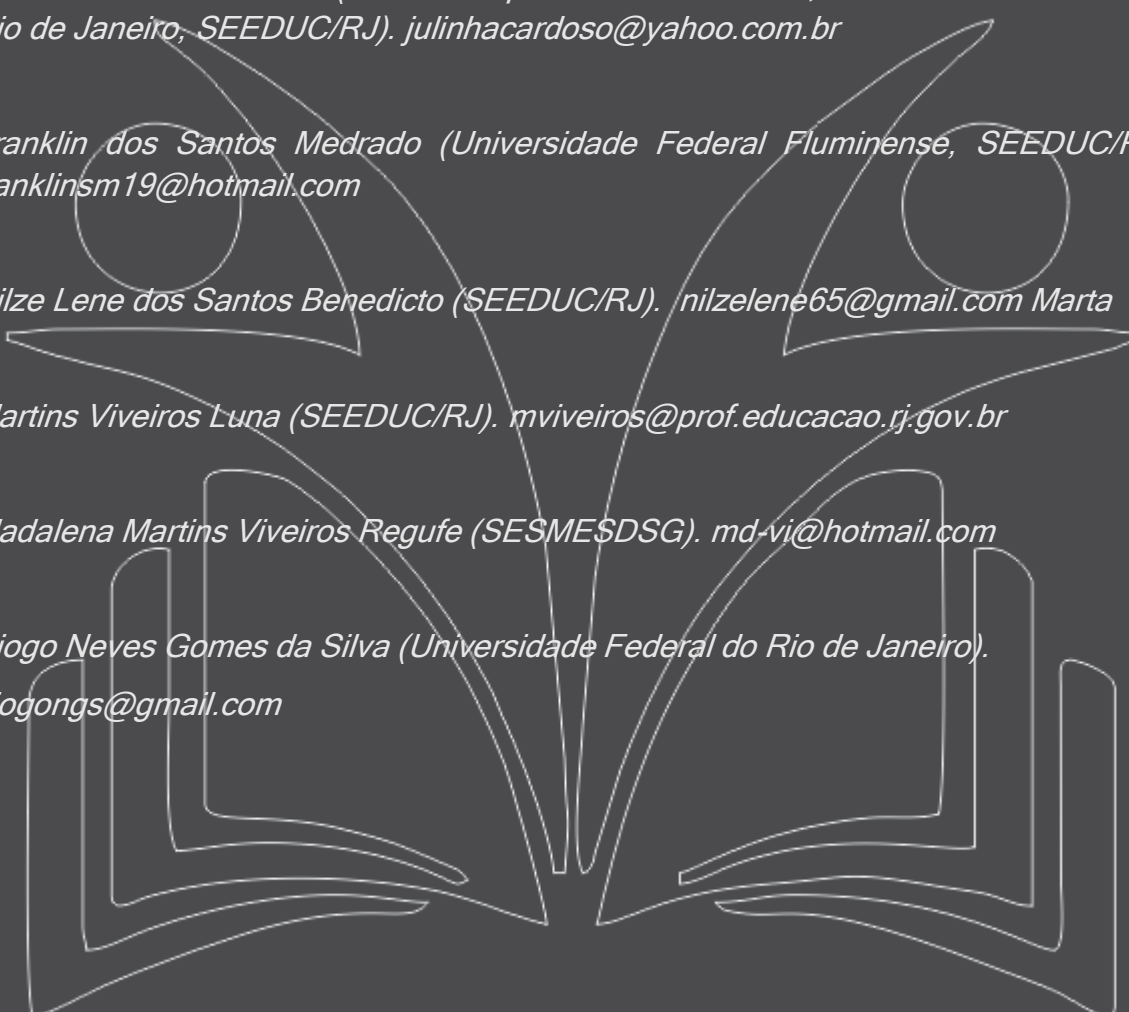 io de Janeiro, SEEDUC/RJ). julinhacardoso@yahoo.com.br
ranklin dos Santos Medrado (Universidade Federal Fluminense, SEEDUC/R
anklinsm19@hotmail.com
ilze Lene dos Santos Benedicto (SEEDUC/RJ). nilzelene65@gmail.com Marta
artins Viveiros Luna (SEEDUC/RJ). mviveiros@prof.educacao.rj.gov.br
adalena Martins Viveiros Regufe (SESMESDSG). md-vi@hotmail.com
iogo Neves Gomes da Silva (Universidade Federal do Rio de Janeiro).
iogongs@gmail.com